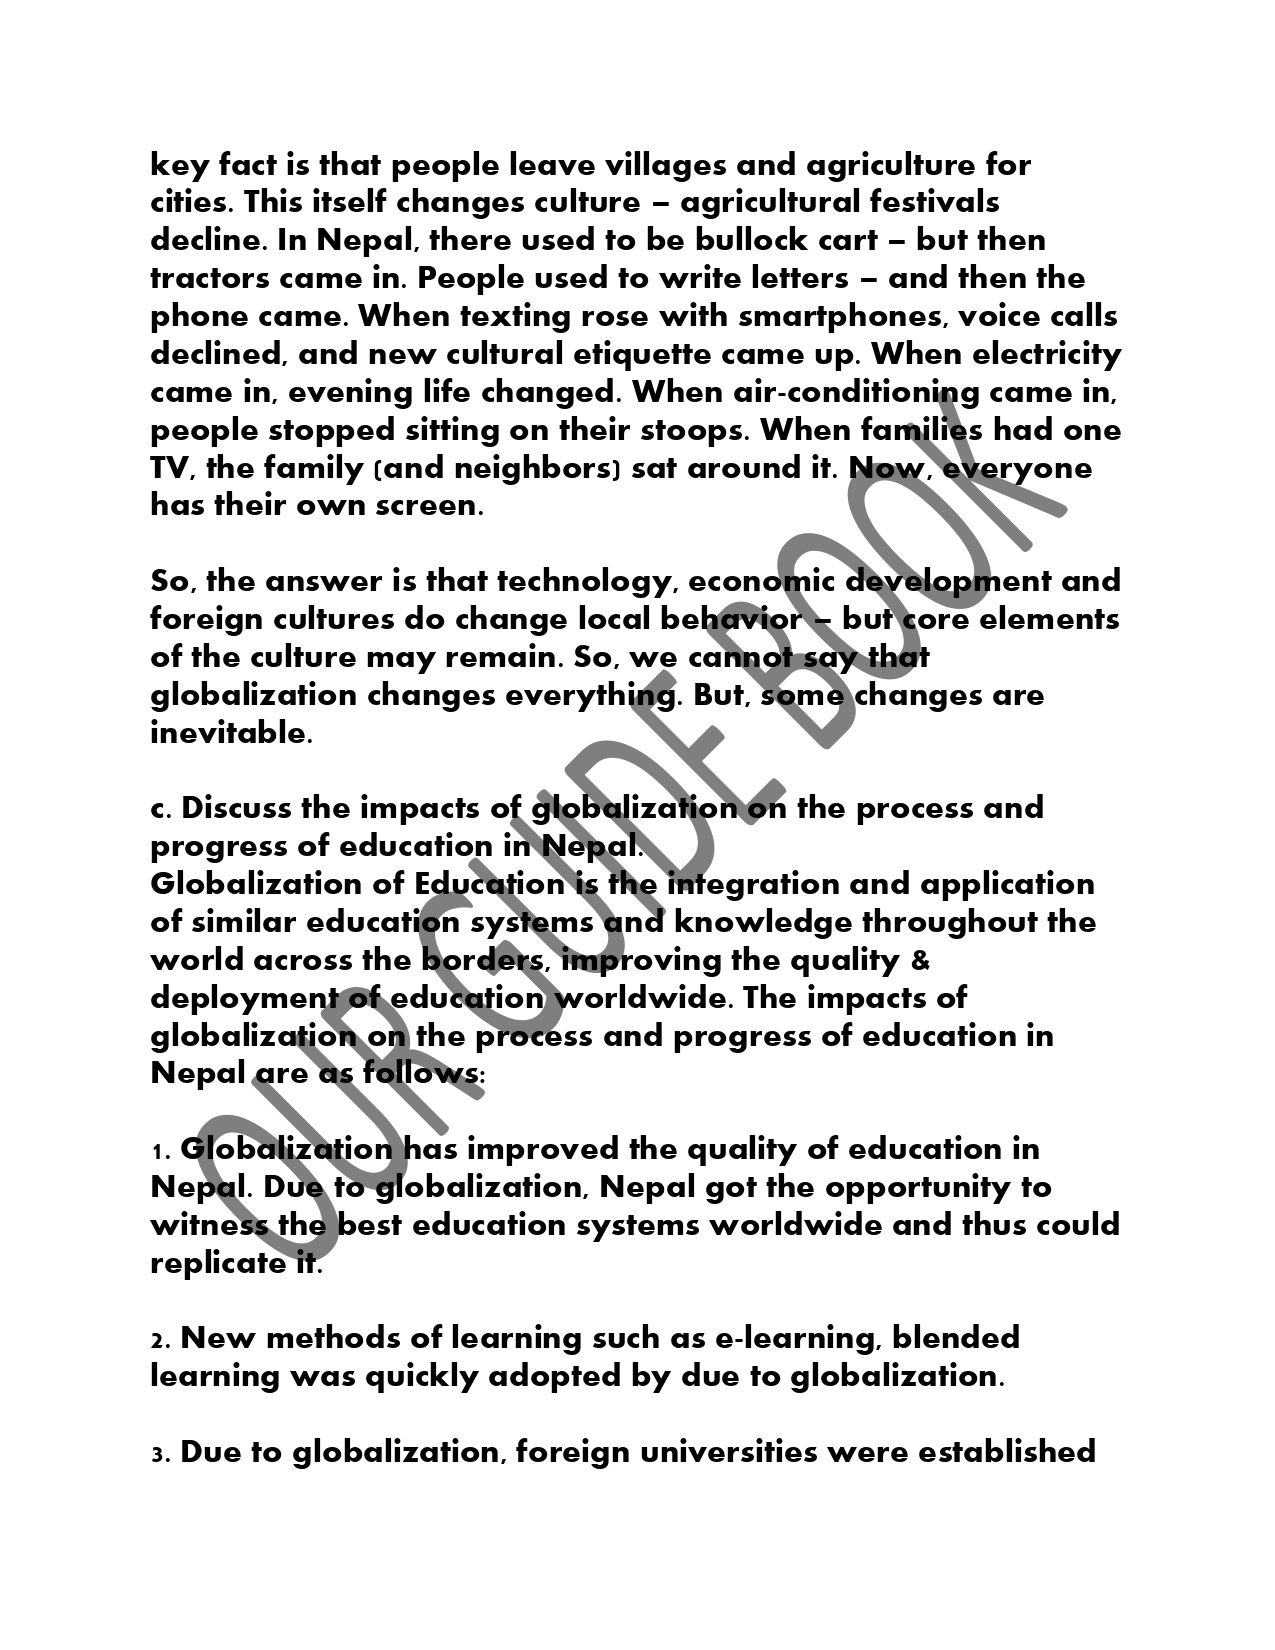 key fact is that people leave villages and agriculture for
cities. This itself changes culture – agricultural festivals
decline. In Nepal, there used to be bullock cart – but then
tractors came in. People used to write letters – and then the
phone came. When texting rose with smartphones, voice calls
declined, and new cultural etiquette came up. When electricity
came in, evening life changed. When air-conditioning came in,
people stopped sitting on their stoops. When families had one
TV, the family (and neighbors) sat around it. Now, everyone
has their own screen.
So, the answer is that technology, economic development and
foreign cultures do change local behavior – but core elements
of the culture may remain. So, we cannot say that
globalization changes everything. But, some changes are
inevitable.
c. Discuss the impacts of globalization on the process and
progress of education in Nepal.
Globalization of Education is the integration and application
of similar education systems and knowledge throughout the
world across the borders, improving the quality &
deployment of education worldwide. The impacts of
globalization on the process and progress of education in
Nepal are as follows:
1. Globalization has improved the quality of education in
Nepal. Due to globalization, Nepal got the opportunity to
witness the best education systems worldwide and thus could
replicate it.
2. New methods of learning such as e-learning, blended
learning was quickly adopted by due to globalization.
3. Due to globalization, foreign universities were established
OUR GUIDE BOOK